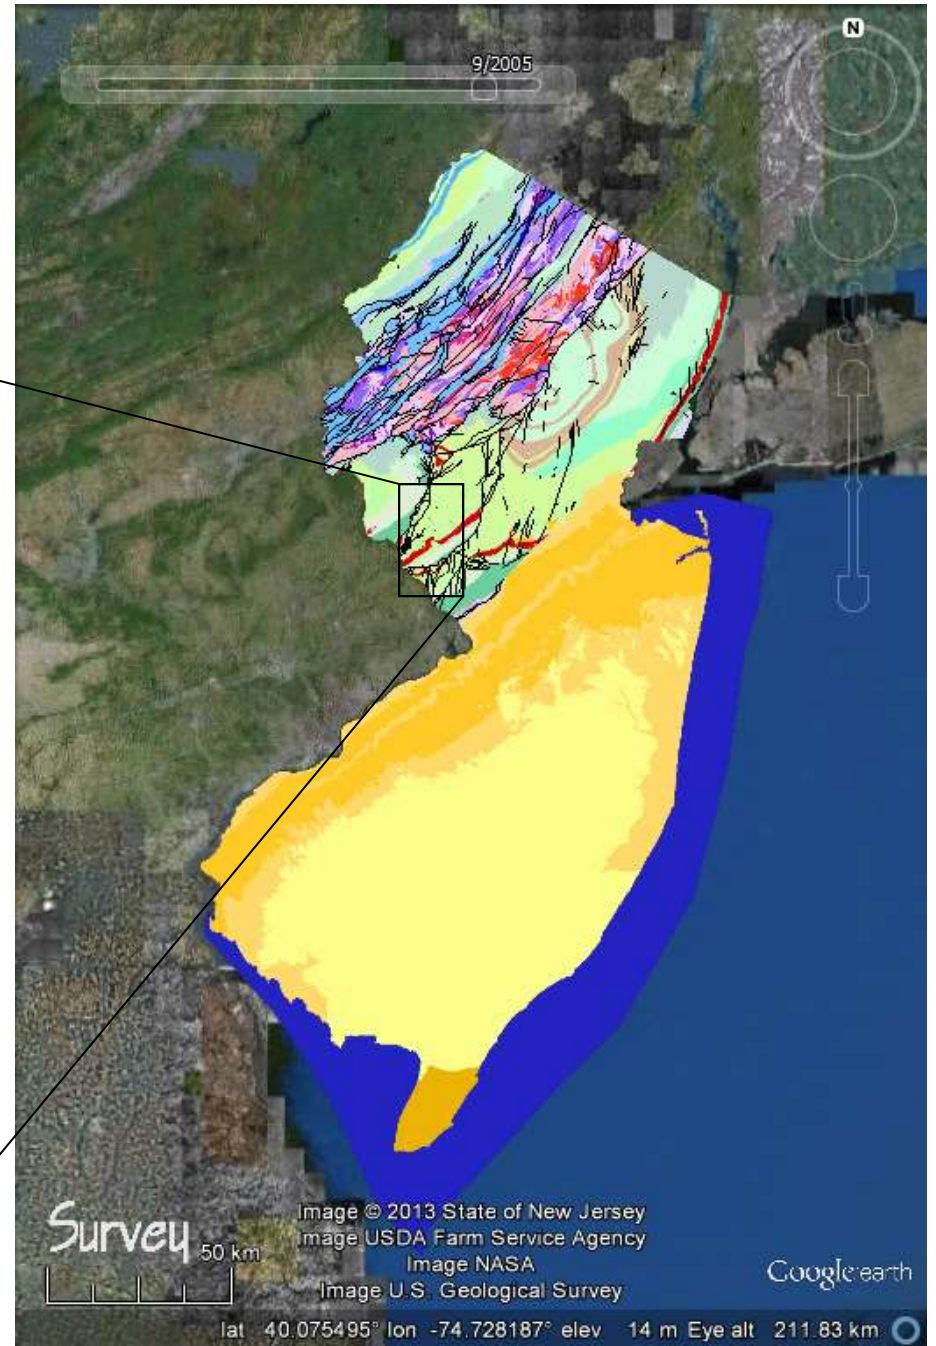 9/2005
N
Survey
50 km
Image © 2013 State of New Jersey
Image USDA Farm Service Agency
Image NASA
Image U.S. Geological Survey
Google earth
lat 40.075495° lon -74.728187° elev 14 m Eye alt 211.83 km